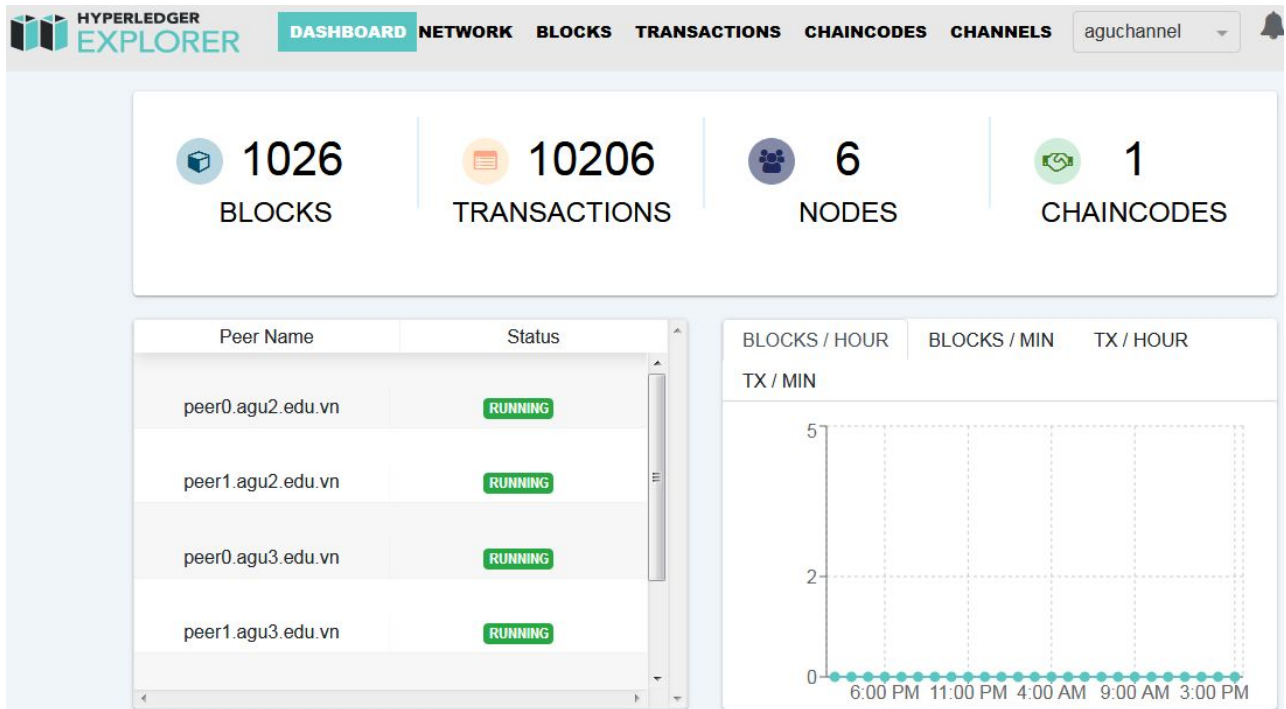 HYPERLEDGER
EXPLORER
DASHBOARD NETWORK BLOCKS TRANSACTIONS CHAINCODES CHANNELS aguchannel
1026 10206 6 1
BLOCKS TRANSACTIONS NODES CHAINCODES
Peer Name Status
peer0.agu2.edu.vn RUNNING
peer1.agu2.edu.vn RUNNING
peer0.agu3.edu.vn RUNNING
peer1.agu3.edu.vn RUNNING
BLOCKS / HOUR BLOCKS / MIN TX / HOUR
TX / MIN
5
2
0
6:00 PM 11:00 PM 4:00 AM 9:00 AM 3:00 PM